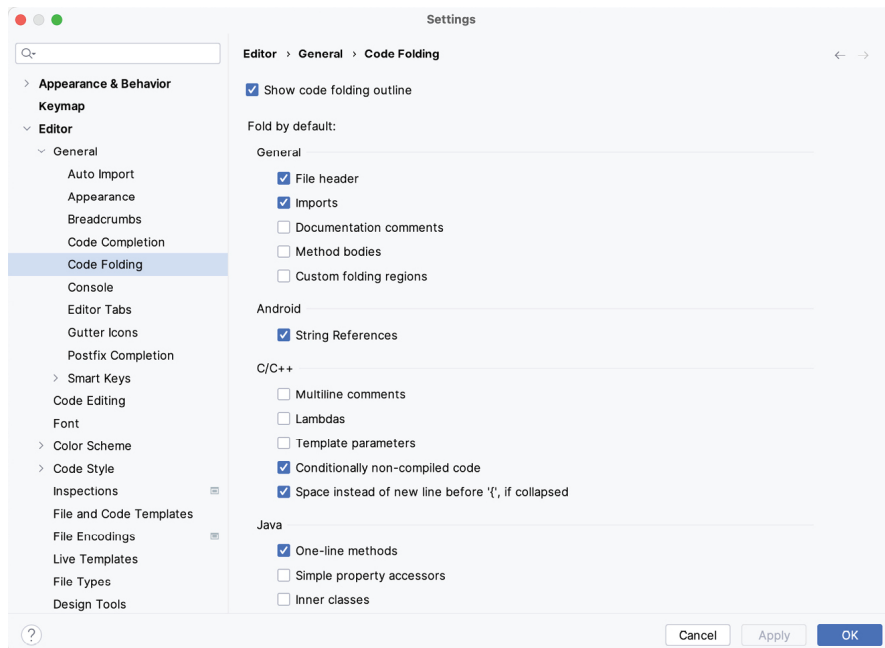 Settings
Editor › General › Code Folding
Appearance & Behavior
Keymap
Editor
General
Auto Import
Appearance
Breadcrumbs
Code Completion
Code Folding
Console
Editor Tabs
Gutter Icons
Postfix Completion
Smart Keys
Code Editing
Font
Color Scheme
Code Style
Inspections
File and Code Templates
File Encodings
Live Templates
File Types
Design Tools
Show code folding outline
Fold by default:
General
File header
Imports
Documentation comments
Method bodies
Custom folding regions
Android
String References
C/C++
Multiline comments
Lambdas
Template parameters
Conditionally non-compiled code
Space instead of new line before '{', if collapsed
Java
One-line methods
Simple property accessors
Inner classes
?
Cancel
Apply
OK